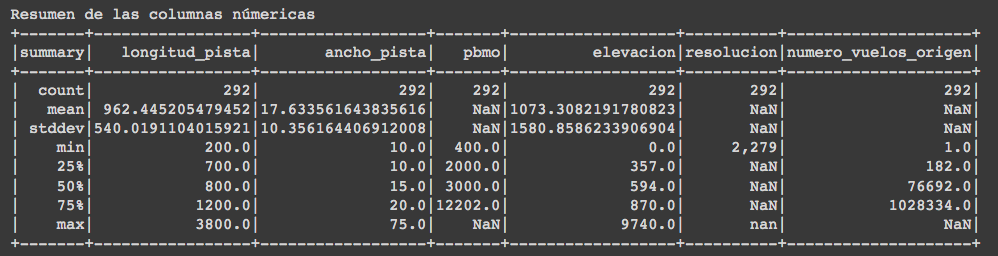 Resumen de las columnas númericas
+-------+-----------------+------------------+-------+------------------+----------+--------------------+
|summary|   longitud_pista|        ancho_pista|   pbmo|         elevacion|resolucion|numero_vuelos_origen|
+-------+-----------------+------------------+-------+------------------+----------+--------------------+
|  count|              292|                292|    292|               292|       292|                 292|
|   mean| 962.445205479452| 17.633561643835616|    NaN|1073.3082191780823|       NaN|                 NaN|
| stddev|540.0191104015921|10.356164406912008|    NaN|1580.8586233906904|       NaN|                 NaN|
|    min|            200.0|               10.0|  400.0|               0.0|     2,279|                 1.0|
|    25%|            700.0|               10.0| 2000.0|             357.0|       NaN|               182.0|
|    50%|            800.0|               15.0| 3000.0|             594.0|       NaN|             76692.0|
|    75%|           1200.0|               20.0|12202.0|             870.0|       NaN|           1028334.0|
|    max|           3800.0|               75.0|    NaN|            9740.0|       nan|                 NaN|
+-------+-----------------+------------------+-------+------------------+----------+--------------------+